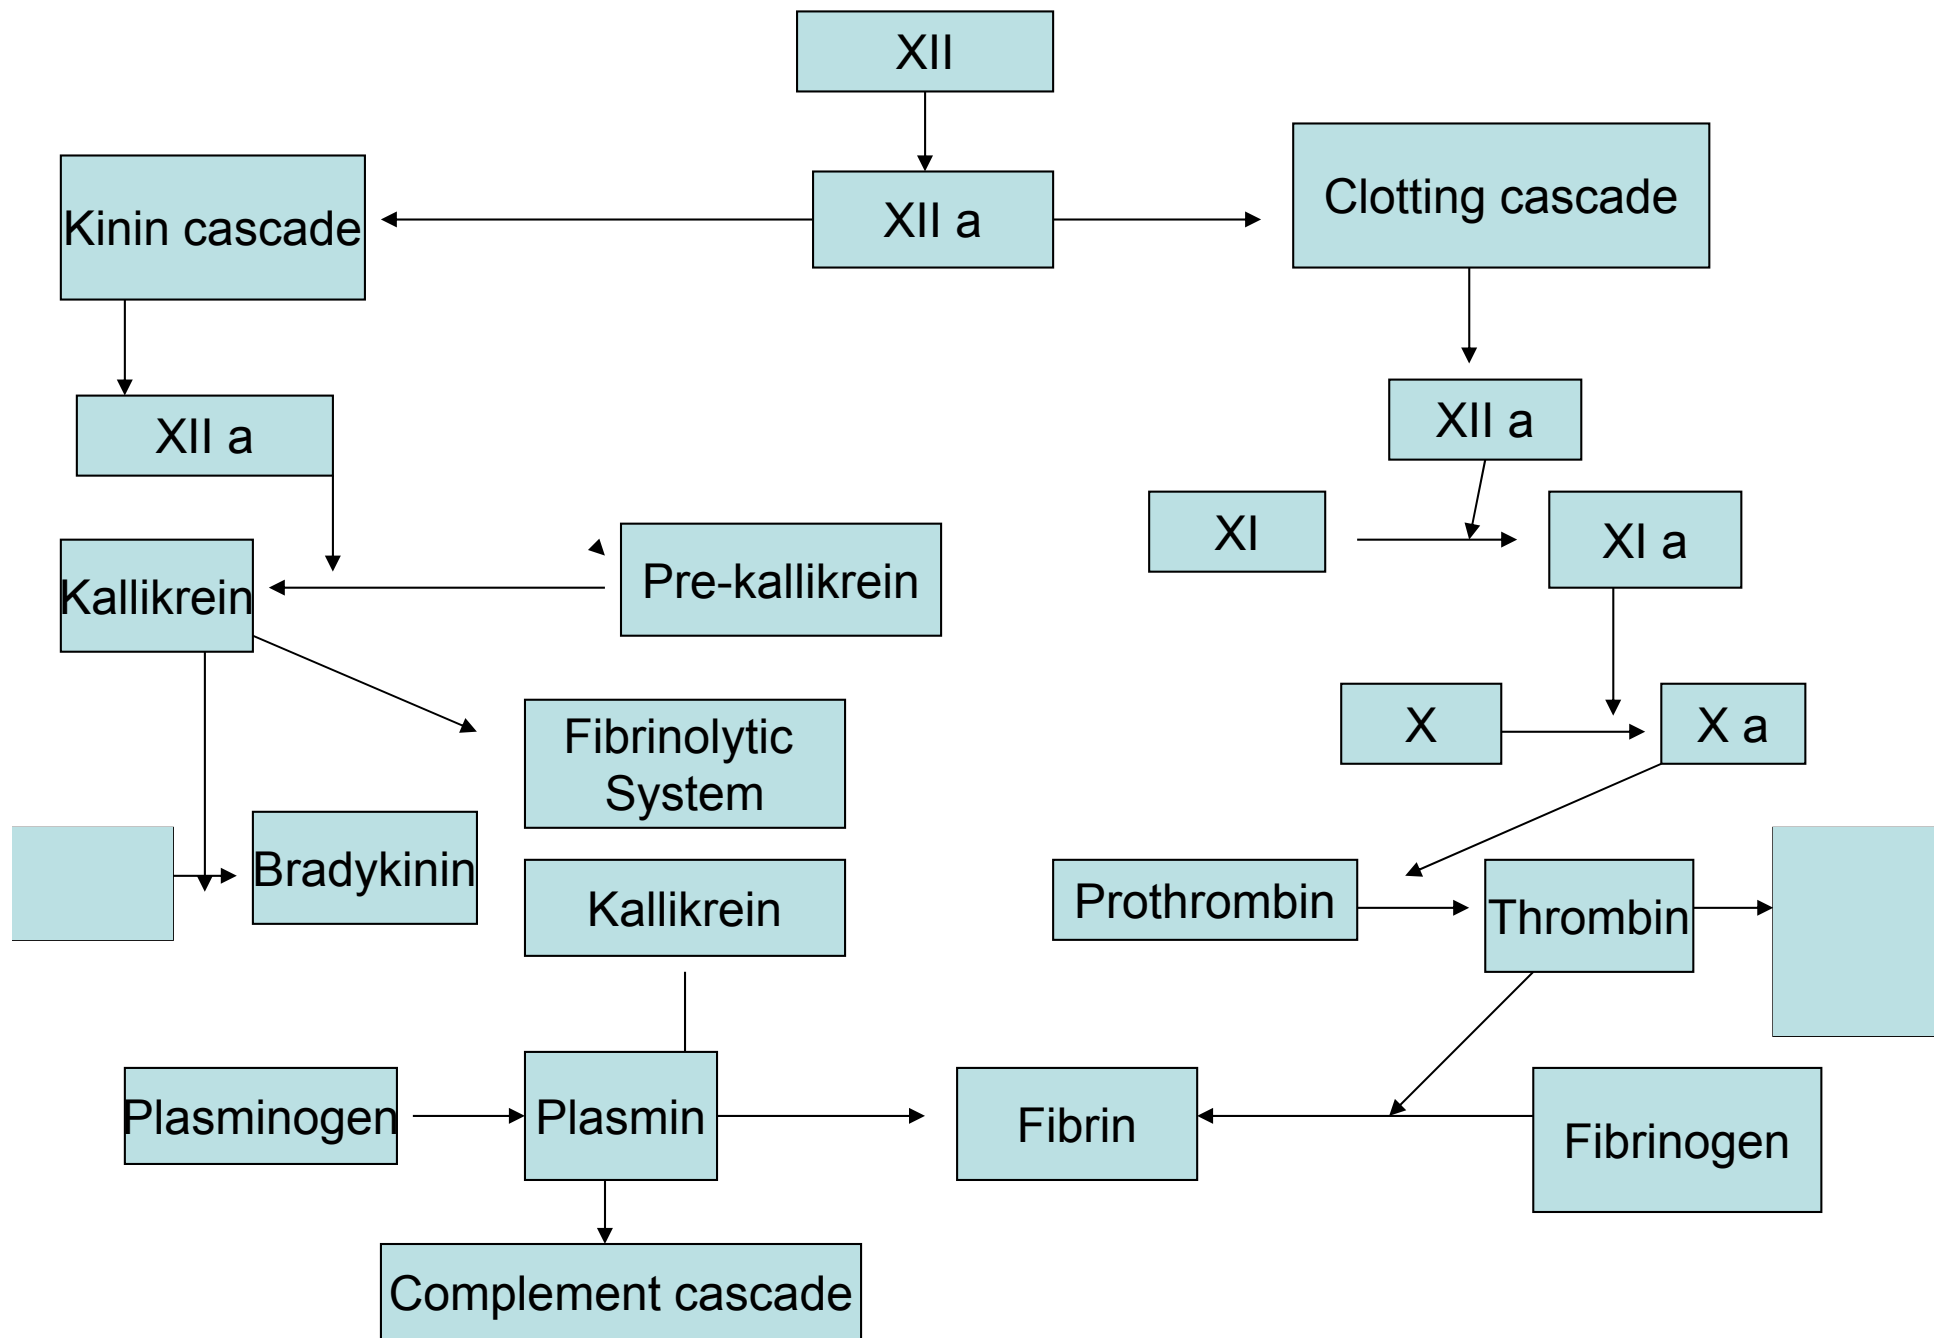 XII
Kinin cascade
XII a
Clotting cascade
XII a
XII a
XI
XI a
Kallikrein
Pre-kallikrein
Fibrinolytic
System
X
X a
Bradykinin
Kallikrein
Prothrombin
Thrombin
Plasminogen
Plasmin
Fibrin
Fibrinogen
Complement cascade